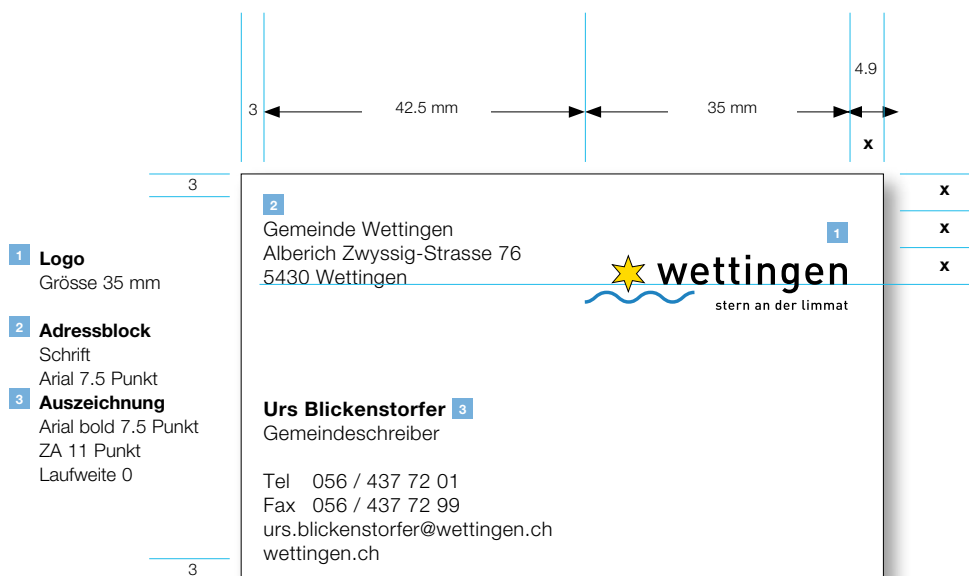 4.9
3
42.5 mm
35 mm
x
3
x
x
x
1 Logo
Grösse 35 mm
2 Adressblock
Schrift
Arial 7.5 Punkt
3 Auszeichnung
Arial bold 7.5 Punkt
ZA 11 Punkt
Laufweite 0
2
Gemeinde Wettingen
Alberich Zwyssig-Strasse 76
5430 Wettingen
1
wettingen
stern an der limmat
Urs Blickenstorfer 3
Gemeindeschreiber
Tel 056 / 437 72 01
Fax 056 / 437 72 99
urs.blickenstorfer@wettingen.ch
wettingen.ch
3